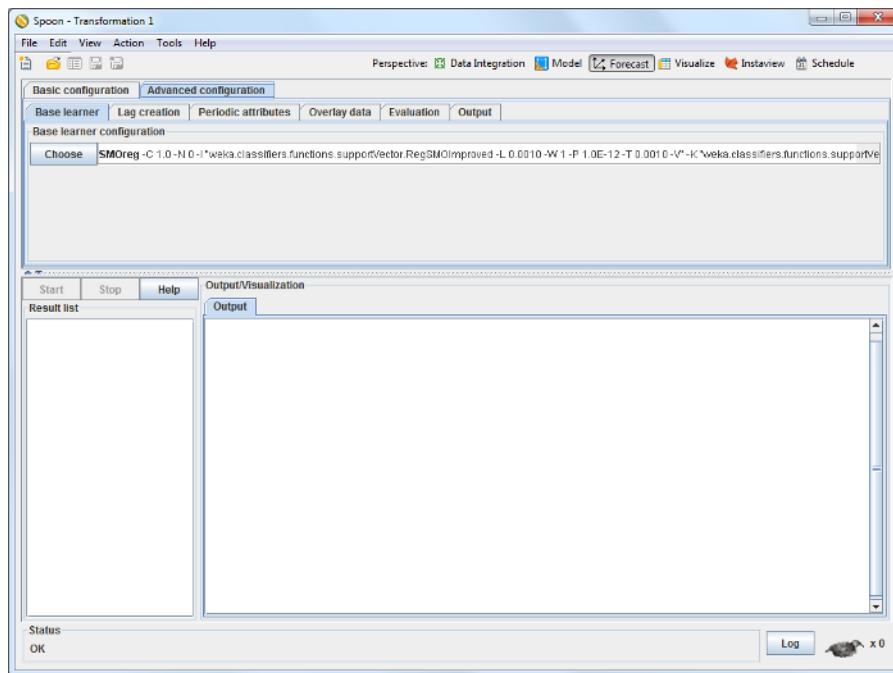 Spoon - Transformation 1
File Edit View Action Tools Help
Perspective: Data Integration Model Forecast Visualize Instaview Schedule
Basic configuration Advanced configuration
Base learner Lag creation Periodic attributes Overlay data Evaluation Output
Base learner configuration
Choose SMOreg -C 1.0 -N 0 -I "weka.classifiers.functions.supportVector.RegSMOImproved -L 0.0010 -W 1 -P 1.0E-12 -T 0.0010 -V" -K "weka.classifiers.functions.supportVe
Start Stop Help Output/Visualization
Result list Output
Status
OK
Log x 0